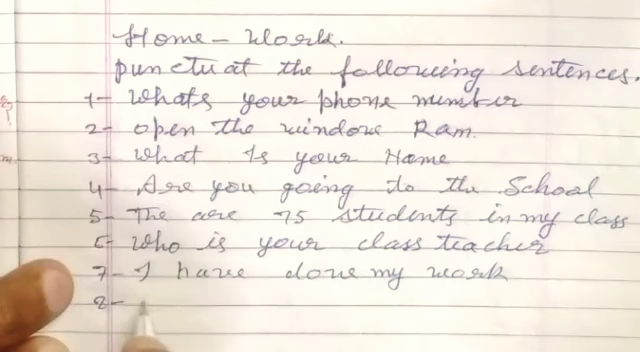 Home - Work.
punctuat the following sentences.
1- Whats your phone number
2- open the window Ram.
3- What Is your Name
4- Are you going to the School
5- The are 75 students in my class
6- Who is your class teacher
7- I have done my work
8-